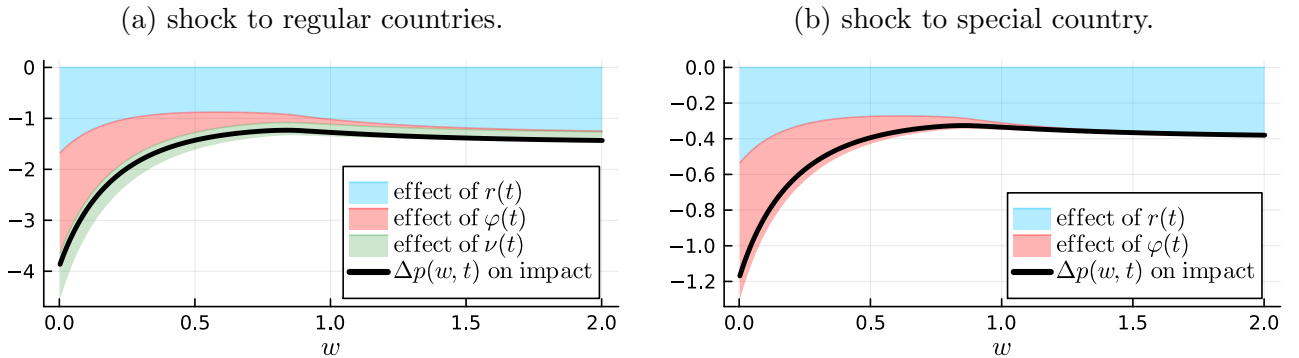 (a) shock to regular countries.
0
−1
−2
−3
−4
0.0
0.5
1.0
1.5
2.0
w
effect of r(t)
effect of φ(t)
effect of ν(t)
Δp(w, t) on impact
(b) shock to special country.
0.0
−0.2
−0.4
−0.6
−0.8
−1.0
−1.2
0.0
0.5
1.0
1.5
2.0
w
effect of r(t)
effect of φ(t)
Δp(w, t) on impact